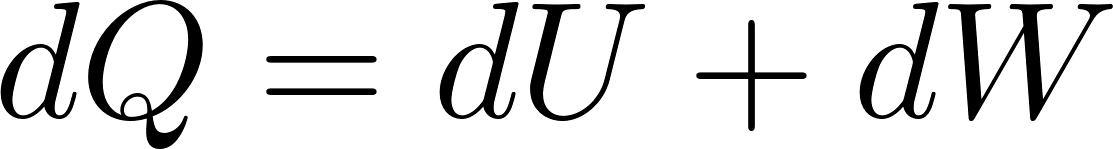 dQ = dU + dW